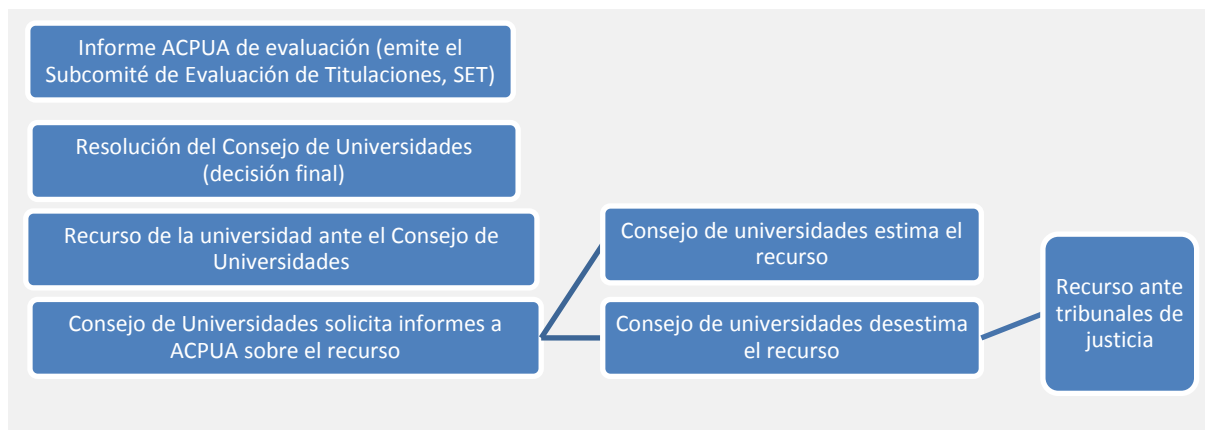 Informe ACPUA de evaluación (emite el
Subcomité de Evaluación de Titulaciones, SET)
Resolución del Consejo de Universidades
(decisión final)
Recurso de la universidad ante el Consejo de
Universidades
Consejo de Universidades solicita informes a
ACPUA sobre el recurso
Consejo de universidades estima el
recurso
Consejo de universidades desestima
el recurso
Recurso ante
tribunales de
justicia